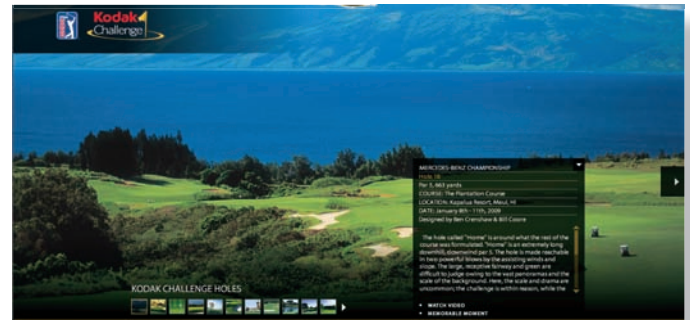 Kodak
Challenge
MERCEDES-BENZ CHAMPIONSHIP
Hole 18
Par 5, 663 yards
COURSE: The Plantation Course
LOCATION: Kapalua Resort, Maui, HI
DATE: January 8th - 11th, 2009
Designed by Ben Crenshaw & Bill Coore
The hole called "Home" is around what the rest of the
course was formulated. "Home" is an extremely long
downhill, downwind par 5. The hole is made reachable
in two powerful blows by the assisting winds and
slope. The large, receptive fairway and green are
difficult to judge owing to the vast panoramas and the
scale of the background. Here, the scale and drama are
uncommon; the challenge is within reason, while the
KODAK CHALLENGE HOLES
WATCH VIDEO
MEMORABLE MOMENT